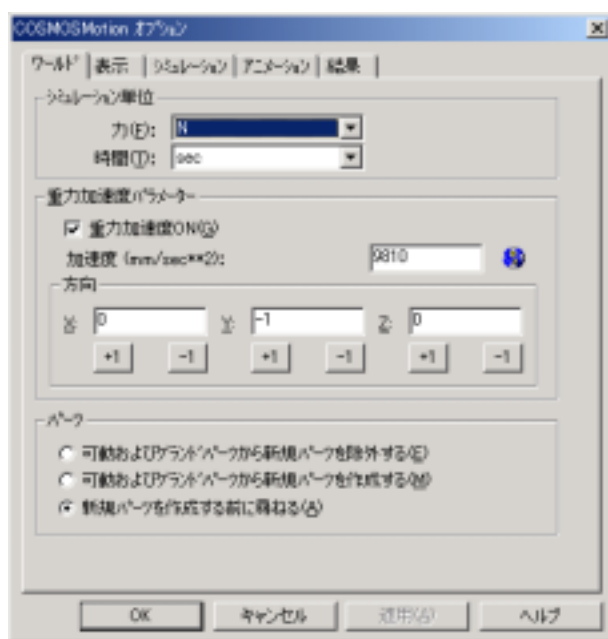 COSMOSMotion オプション
ワールド 表示 シミュレーション アニメーション 結果
シミュレーション単位
力(F): N
時間(T): sec
重力加速度パラメーター
重力加速度ON(G)
加速度 (mm/sec**2): 9810
方向
X: 0 Y: -1 Z: 0
+1 -1 +1 -1 +1 -1
パーツ
可動およびグランドパーツから新規パーツを除外する(E)
可動およびグランドパーツから新規パーツを作成する(M)
新規パーツを作成する前に尋ねる(A)
OK キャンセル 適用(A) ヘルプ